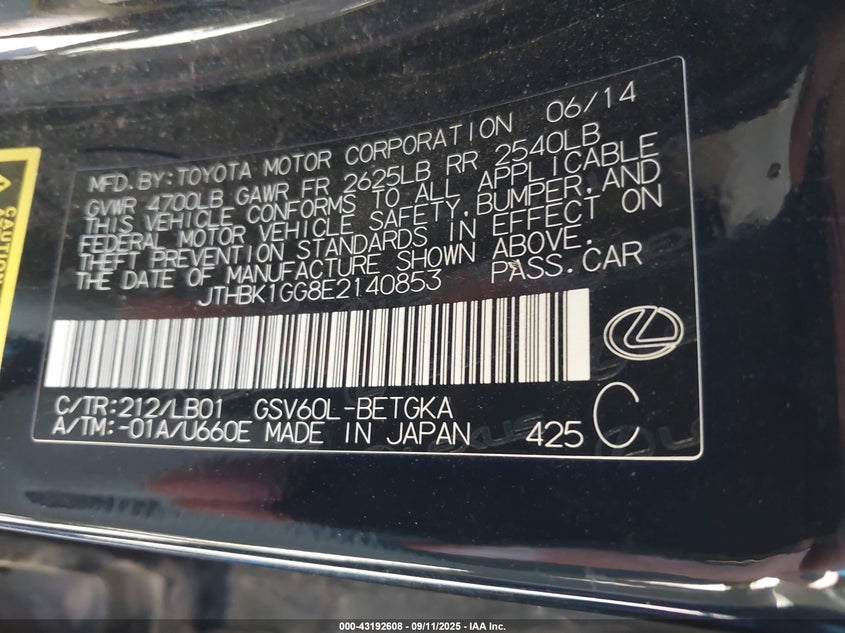 MFD.BY:TOYOTA MOTOR CORPORATION 06/14
GVWR 4700LB GAWR FR 2625LB RR 2540LB
THIS VEHICLE CONFORMS TO ALL APPLICABLE
FEDERAL MOTOR VEHICLE SAFETY,BUMPER,AND
THEFT PREVENTION STANDARDS IN EFFECT ON
THE DATE OF MANUFACTURE SHOWN ABOVE.
JTHBK1GG8E2140853 PASS.CAR
C/TR:212/LB01 GSV60L-BETGKA
A/TM:-01A/U660E MADE IN JAPAN 425 C
CAUTION
000-43192608 - 09/11/2025 - IAA Inc.